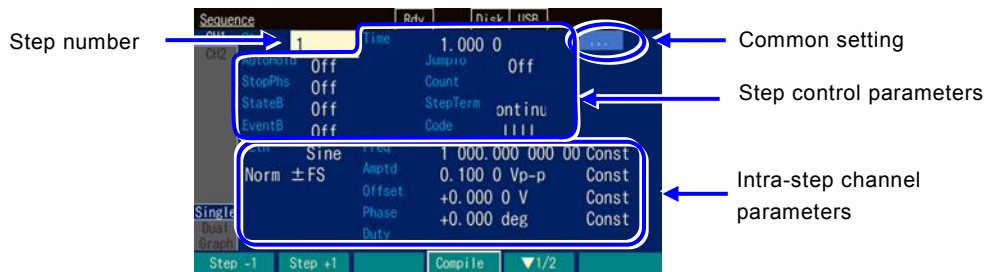 Sequence Rdy Disk USB
Step number
CH1 1 Time 1.000 0 ...
Common setting
CH2 AutoHold Off JumpTo Off
StopPhs Off Count
Step control parameters
StateB Off StepTerm ontinu
EventB Off Code
Sine Freq 1 000.000 000 00 Const
Norm ±FS Amptd 0.100 0 Vp-p Const
Offset +0.000 0 V Const
Intra-step channel
parameters
Single Phase +0.000 deg Const
Dual Duty
Graph
Step -1 Step +1 Compile ▼1/2